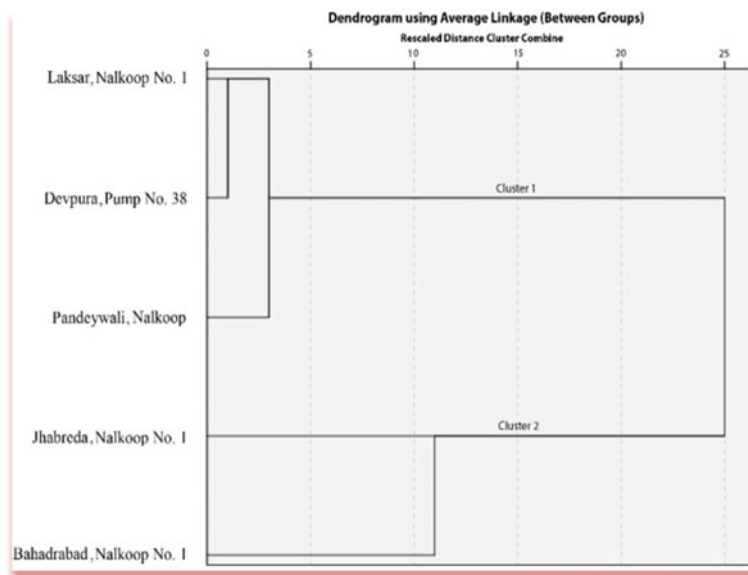 Dendrogram using Average Linkage (Between Groups)
Rescaled Distance Cluster Combine
0 5 10 15 20 25
Laksar, Nalkoop No. 1
Cluster 1
Devpura, Pump No. 38
Pandeywali, Nalkoop
Cluster 2
Jhabreda, Nalkoop No. 1
Bahadrabad, Nalkoop No. 1